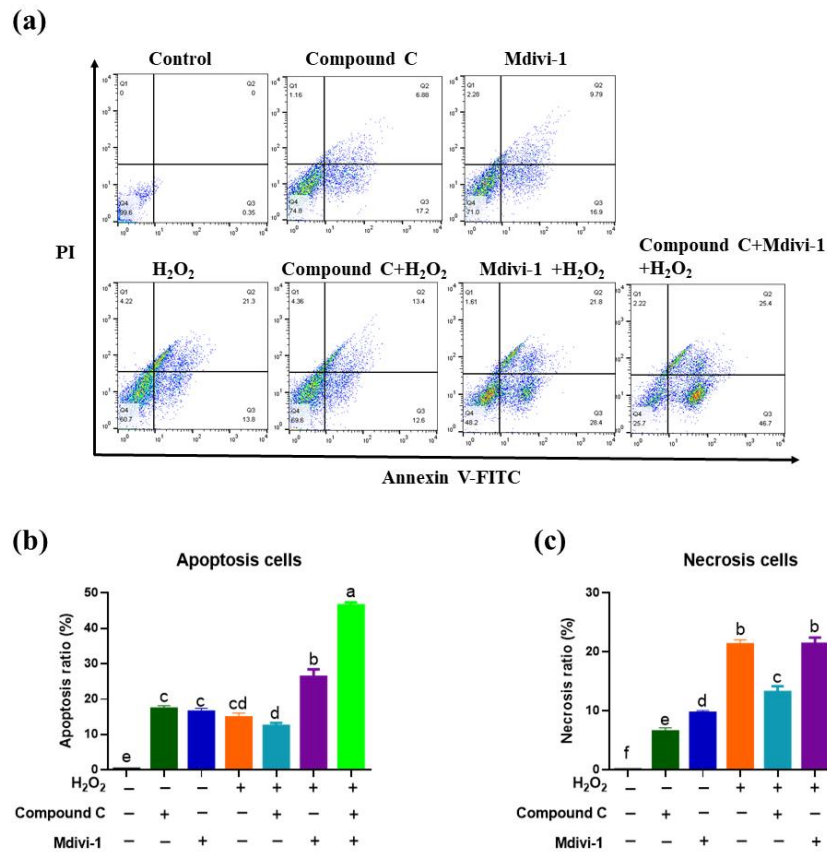 (a)
Control
Compound C
Mdivi-1
Q1
0
Q2
0
Q4
99.6
Q3
0.35
Q1
1.16
Q2
6.88
Q4
74.8
Q3
17.2
Q1
2.28
Q2
9.79
Q4
71.0
Q3
16.9
PI
H₂O₂
Compound C+H₂O₂
Mdivi-1 +H₂O₂
Compound C+Mdivi-1
+H₂O₂
Q1
4.22
Q2
21.3
Q4
60.7
Q3
13.8
Q1
4.36
Q2
13.4
Q4
69.6
Q3
12.6
Q1
1.61
Q2
21.8
Q4
48.2
Q3
28.4
Q1
2.22
Q2
25.4
Q4
25.7
Q3
46.7
Annexin V-FITC
(b)
Apoptosis cells
Apoptosis ratio (%)
50
40
30
20
10
0
e c c cd d b a
H₂O₂ – – – + + + +
Compound C – + – – + – +
Mdivi-1 – – + – – + +
(c)
Necrosis cells
Necrosis ratio (%)
30
20
10
0
f e d b c b
H₂O₂ – – – + + +
Compound C – + – – + –
Mdivi-1 – – + – – +